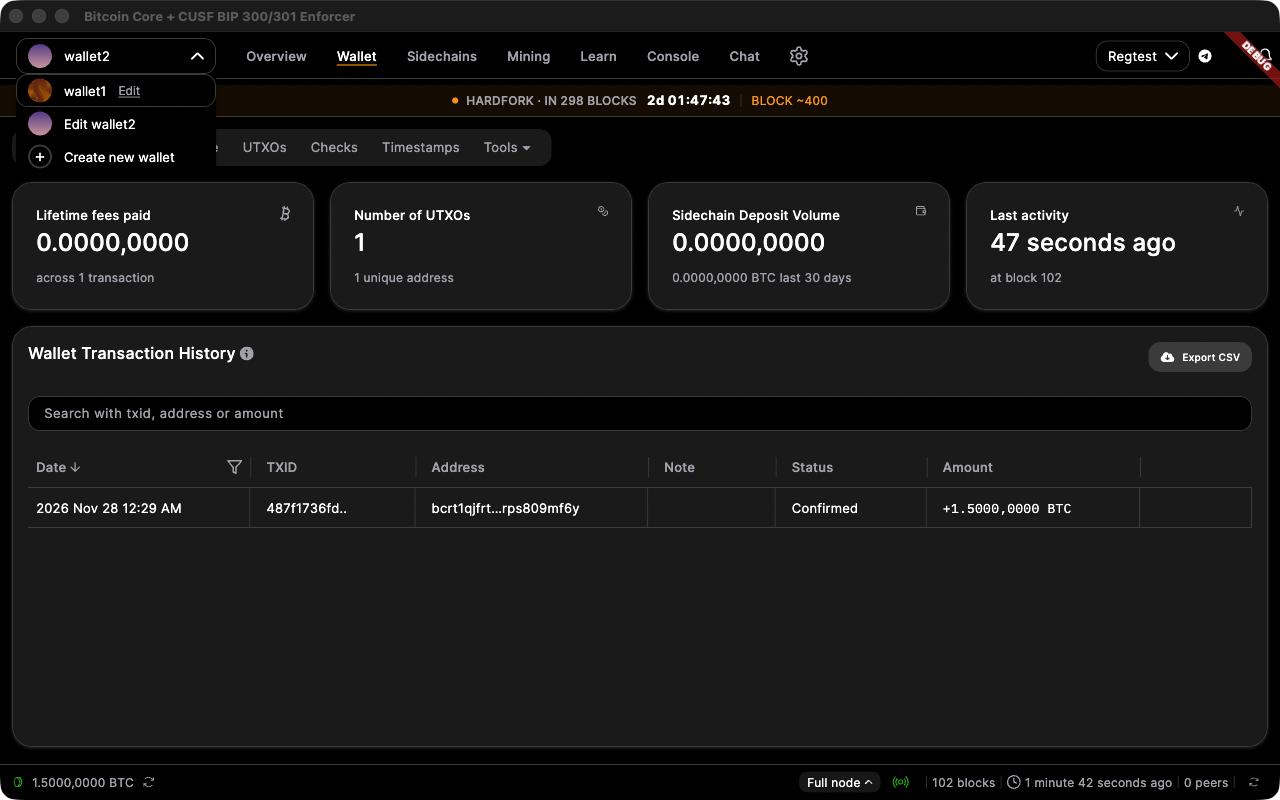 Bitcoin Core + CUSF BIP 300/301 Enforcer
wallet2
Overview
Wallet
Sidechains
Mining
Learn
Console
Chat
Regtest
DEBUG
wallet1 Edit
Edit wallet2
Create new wallet
HARDFORK · IN 298 BLOCKS 2d 01:47:43 BLOCK ~400
UTXOs
Checks
Timestamps
Tools
Lifetime fees paid
0.0000,0000
across 1 transaction
Number of UTXOs
1
1 unique address
Sidechain Deposit Volume
0.0000,0000
0.0000,0000 BTC last 30 days
Last activity
47 seconds ago
at block 102
Wallet Transaction History
Export CSV
Search with txid, address or amount
Date TXID Address Note Status Amount
2026 Nov 28 12:29 AM 487f1736fd.. bcrt1qjfrt...rps809mf6y Confirmed +1.5000,0000 BTC
1.5000,0000 BTC
Full node
102 blocks
1 minute 42 seconds ago
0 peers